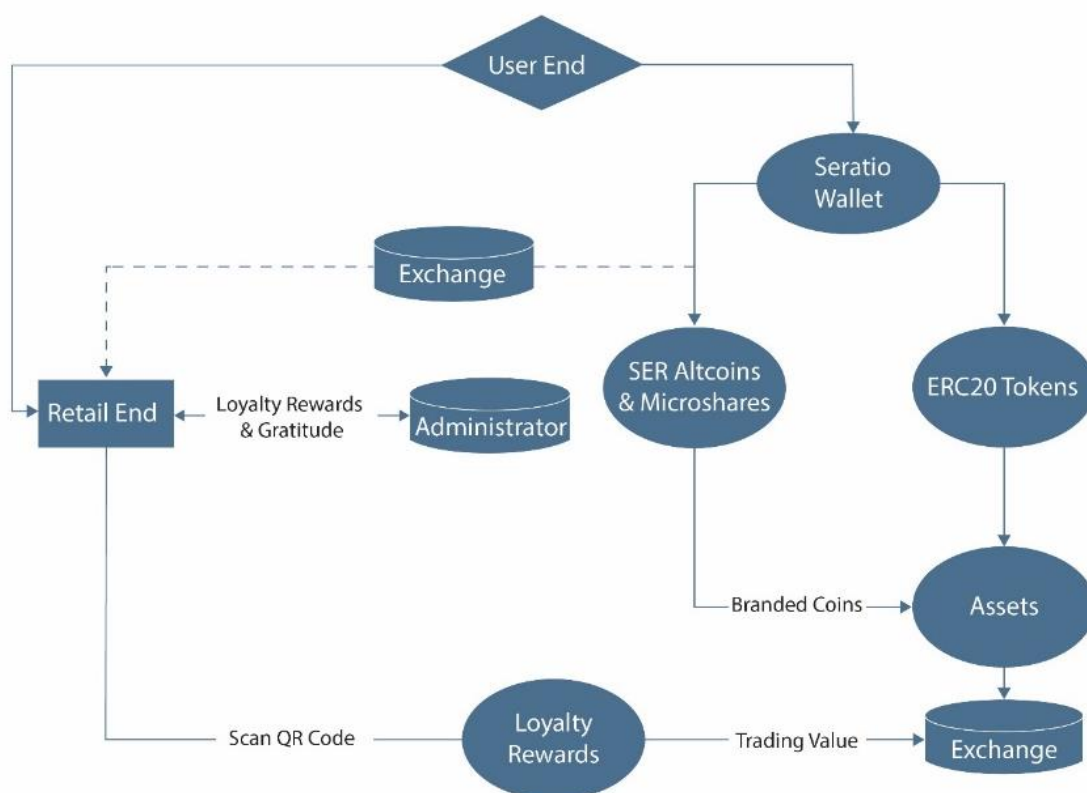 User End
Seratio
Wallet
Exchange
SER Altcoins
& Microshares
ERC20 Tokens
Retail End
Loyalty Rewards
& Gratitude
Administrator
Branded Coins
Assets
Scan QR Code
Loyalty
Rewards
Trading Value
Exchange